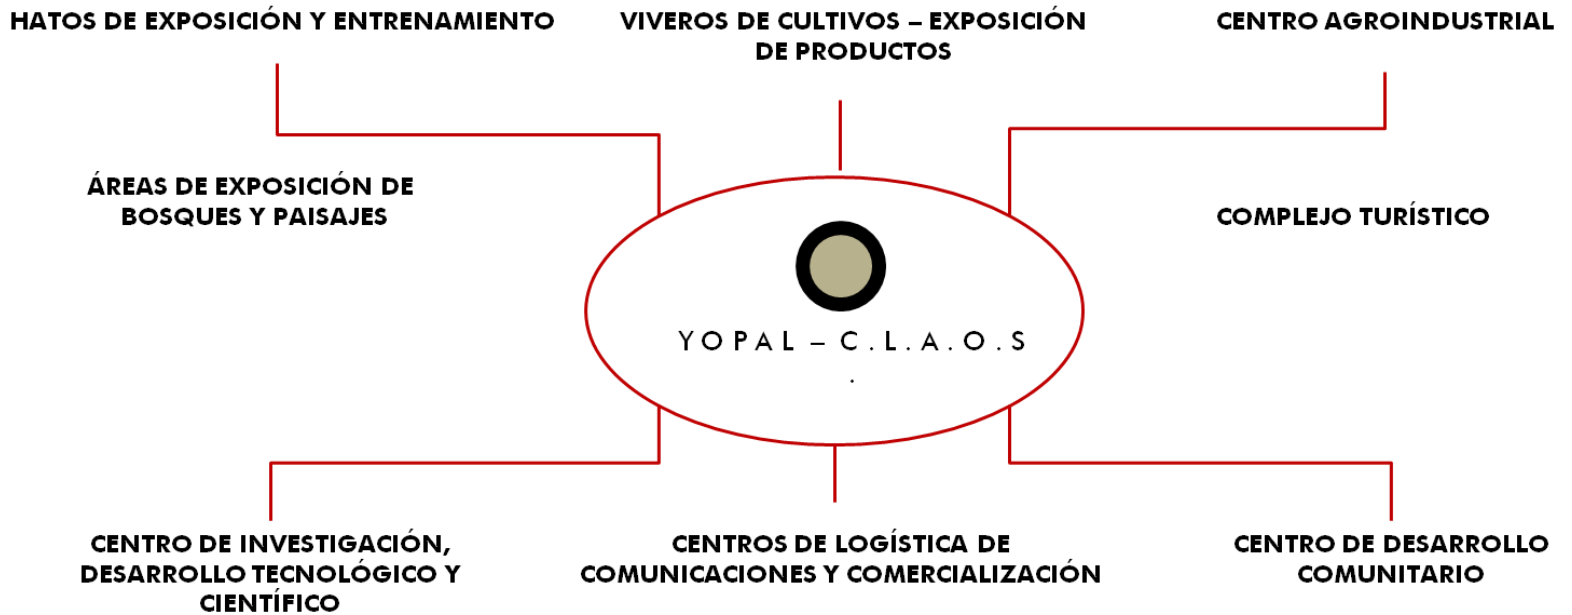 HATOS DE EXPOSICIÓN Y ENTRENAMIENTO
VIVEROS DE CULTIVOS – EXPOSICIÓN
DE PRODUCTOS
CENTRO AGROINDUSTRIAL
ÁREAS DE EXPOSICIÓN DE
BOSQUES Y PAISAJES
COMPLEJO TURÍSTICO
YOPAL – C.L.A.O.S
.
CENTRO DE INVESTIGACIÓN,
DESARROLLO TECNOLÓGICO Y
CIENTÍFICO
CENTROS DE LOGÍSTICA DE
COMUNICACIONES Y COMERCIALIZACIÓN
CENTRO DE DESARROLLO
COMUNITARIO